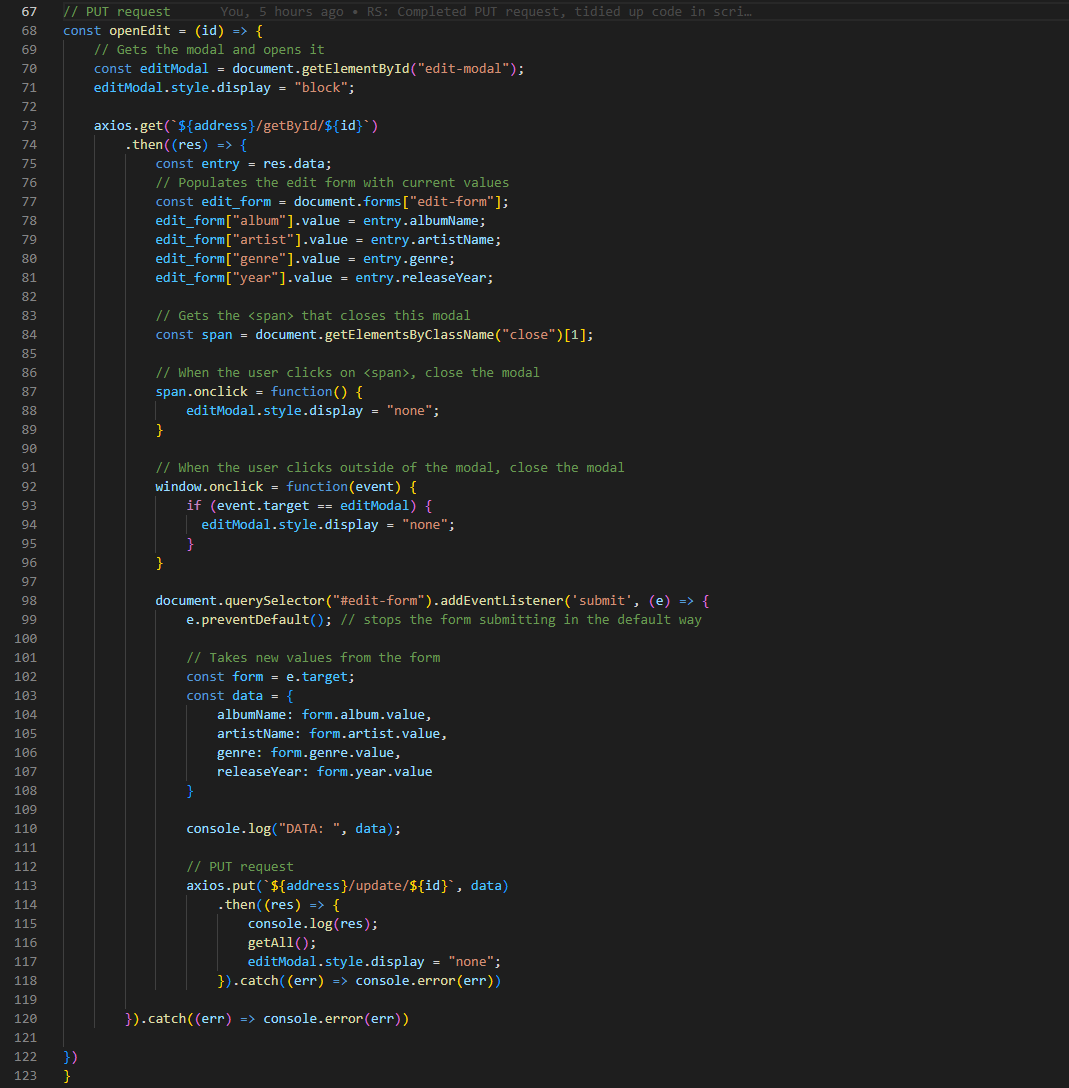 67 // PUT request You, 5 hours ago • RS: Completed PUT request, tidied up code in scri…
68 const openEdit = (id) => {
69 // Gets the modal and opens it
70 const editModal = document.getElementById("edit-modal");
71 editModal.style.display = "block";
72
73 axios.get(`${address}/getById/${id}`)
74 .then((res) => {
75 const entry = res.data;
76 // Populates the edit form with current values
77 const edit_form = document.forms["edit-form"];
78 edit_form["album"].value = entry.albumName;
79 edit_form["artist"].value = entry.artistName;
80 edit_form["genre"].value = entry.genre;
81 edit_form["year"].value = entry.releaseYear;
82
83 // Gets the <span> that closes this modal
84 const span = document.getElementsByClassName("close")[1];
85
86 // When the user clicks on <span>, close the modal
87 span.onclick = function() {
88 editModal.style.display = "none";
89 }
90
91 // When the user clicks outside of the modal, close the modal
92 window.onclick = function(event) {
93 if (event.target == editModal) {
94 editModal.style.display = "none";
95 }
96 }
97
98 document.querySelector("#edit-form").addEventListener('submit', (e) => {
99 e.preventDefault(); // stops the form submitting in the default way
100
101 // Takes new values from the form
102 const form = e.target;
103 const data = {
104 albumName: form.album.value,
105 artistName: form.artist.value,
106 genre: form.genre.value,
107 releaseYear: form.year.value
108 }
109
110 console.log("DATA: ", data);
111
112 // PUT request
113 axios.put(`${address}/update/${id}`, data)
114 .then((res) => {
115 console.log(res);
116 getAll();
117 editModal.style.display = "none";
118 }).catch((err) => console.error(err))
119
120 }).catch((err) => console.error(err))
121
122 })
123 }